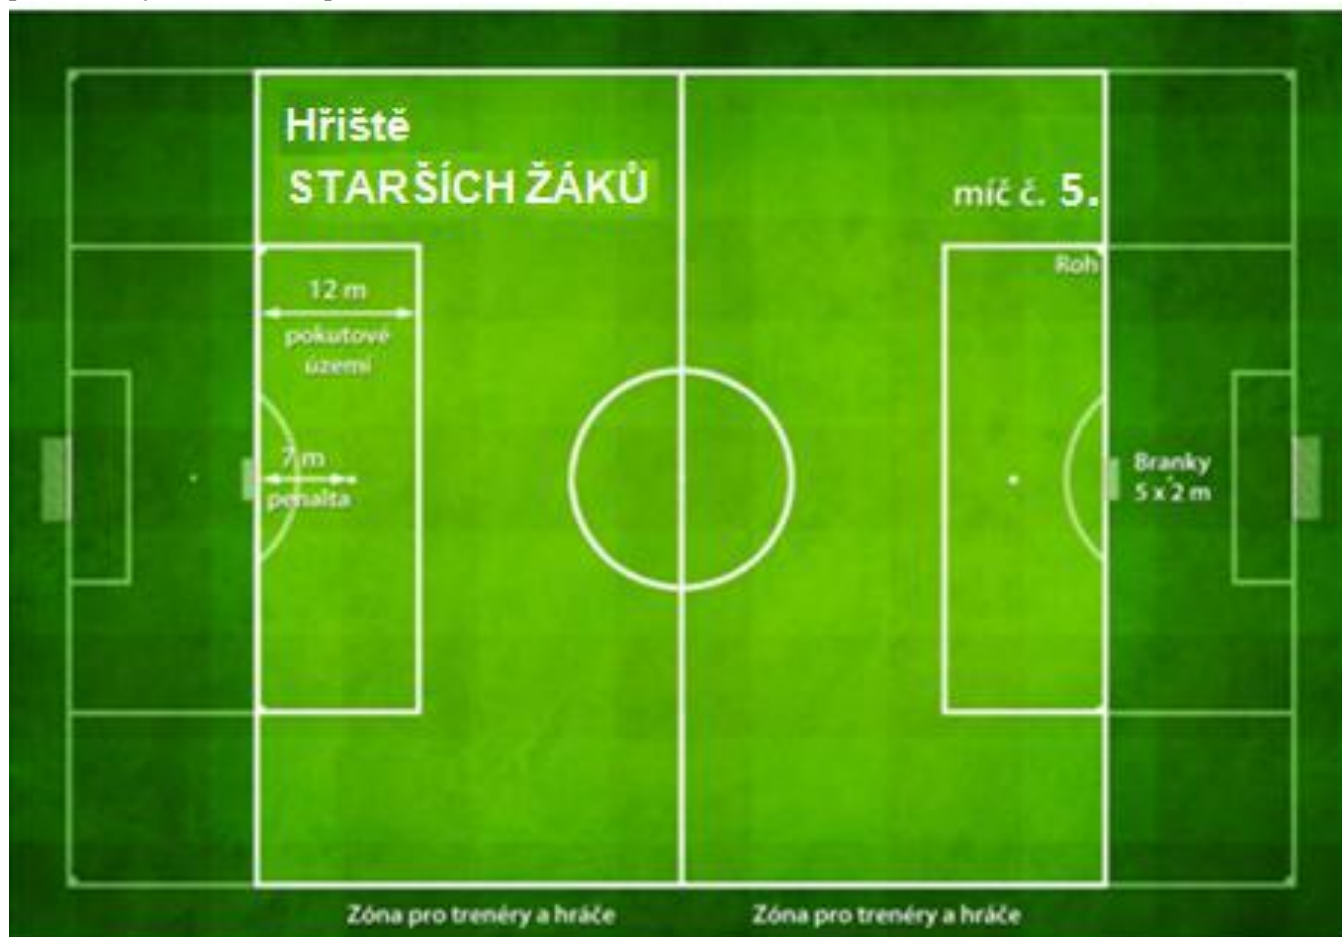 Hřiště
STARŠÍCH ŽÁKŮ
míč č. 5.
Roh
12 m
pokutové
území
7 m
penalta
Branky
5 x 2 m
Zóna pro trenéry a hráče
Zóna pro trenéry a hráče